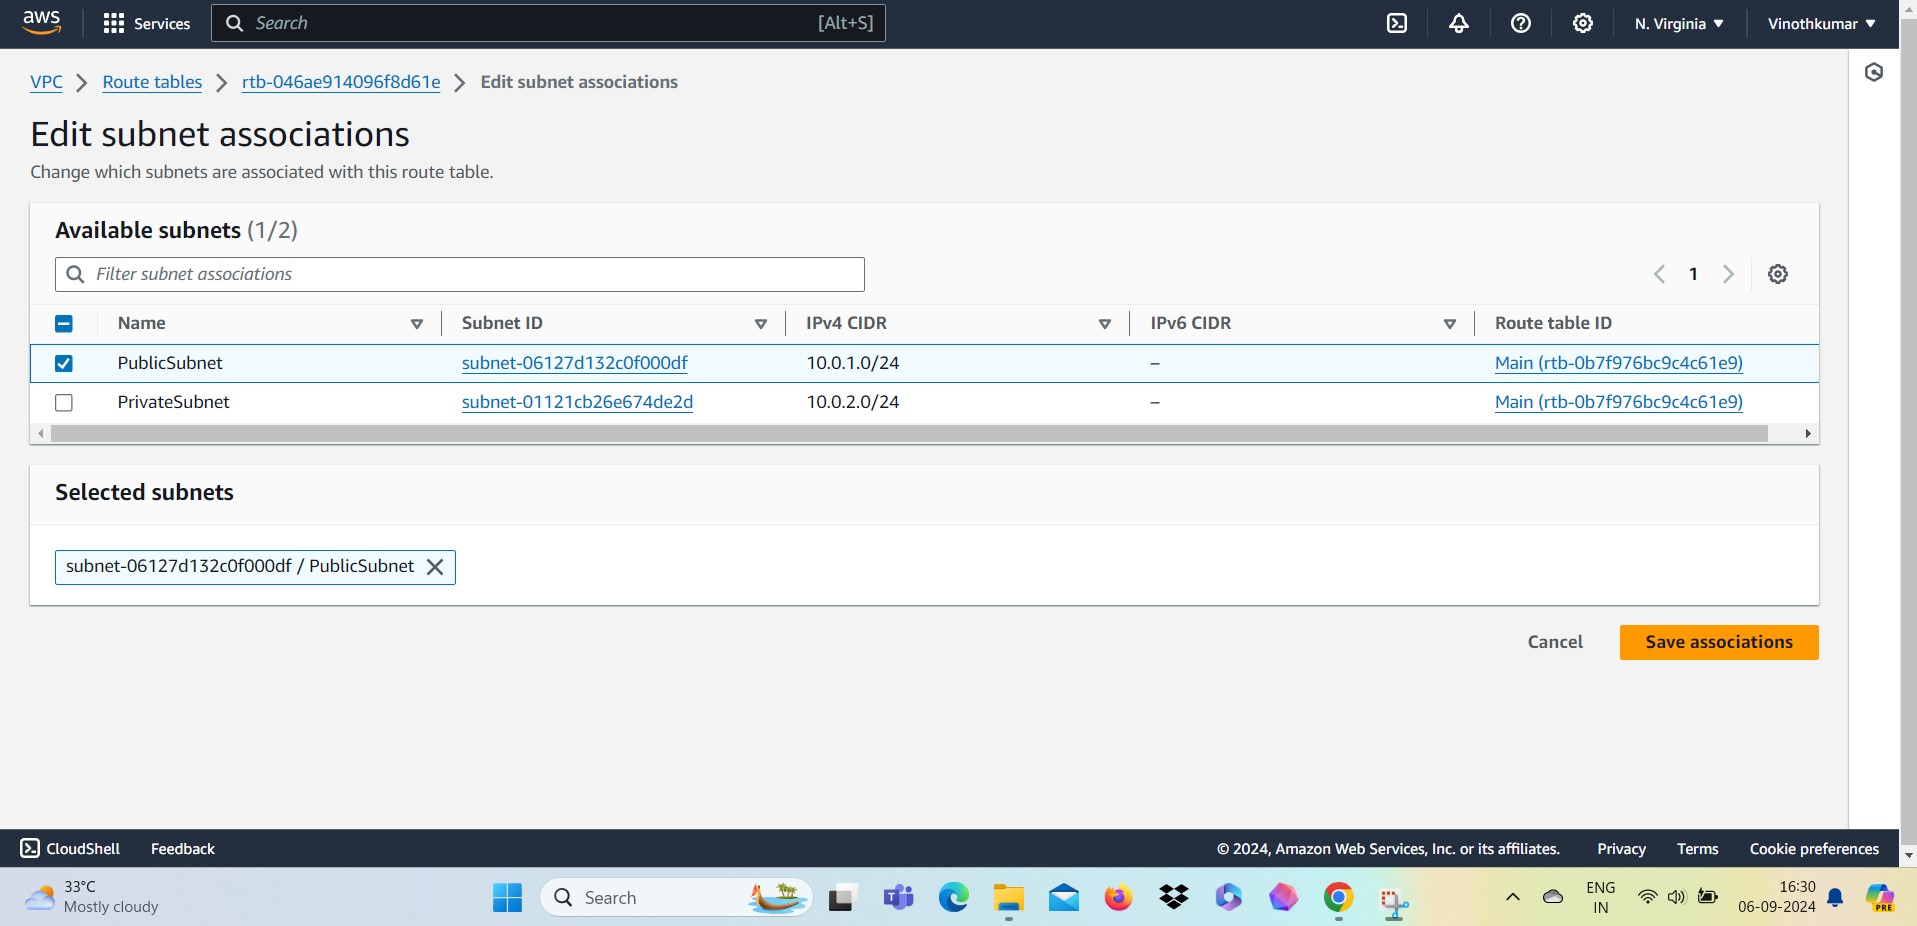 aws Services Search [Alt+S] N. Virginia Vinothkumar
VPC Route tables rtb-046ae914096f8d61e Edit subnet associations
Edit subnet associations
Change which subnets are associated with this route table.
Available subnets (1/2)
Filter subnet associations 1
Name Subnet ID IPv4 CIDR IPv6 CIDR Route table ID
PublicSubnet subnet-06127d132c0f000df 10.0.1.0/24 – Main (rtb-0b7f976bc9c4c61e9)
PrivateSubnet subnet-01121cb26e674de2d 10.0.2.0/24 – Main (rtb-0b7f976bc9c4c61e9)
Selected subnets
subnet-06127d132c0f000df / PublicSubnet
Cancel Save associations
CloudShell Feedback © 2024, Amazon Web Services, Inc. or its affiliates. Privacy Terms Cookie preferences
33°C
Mostly cloudy
Search
ENG
IN
16:30
06-09-2024
PRE